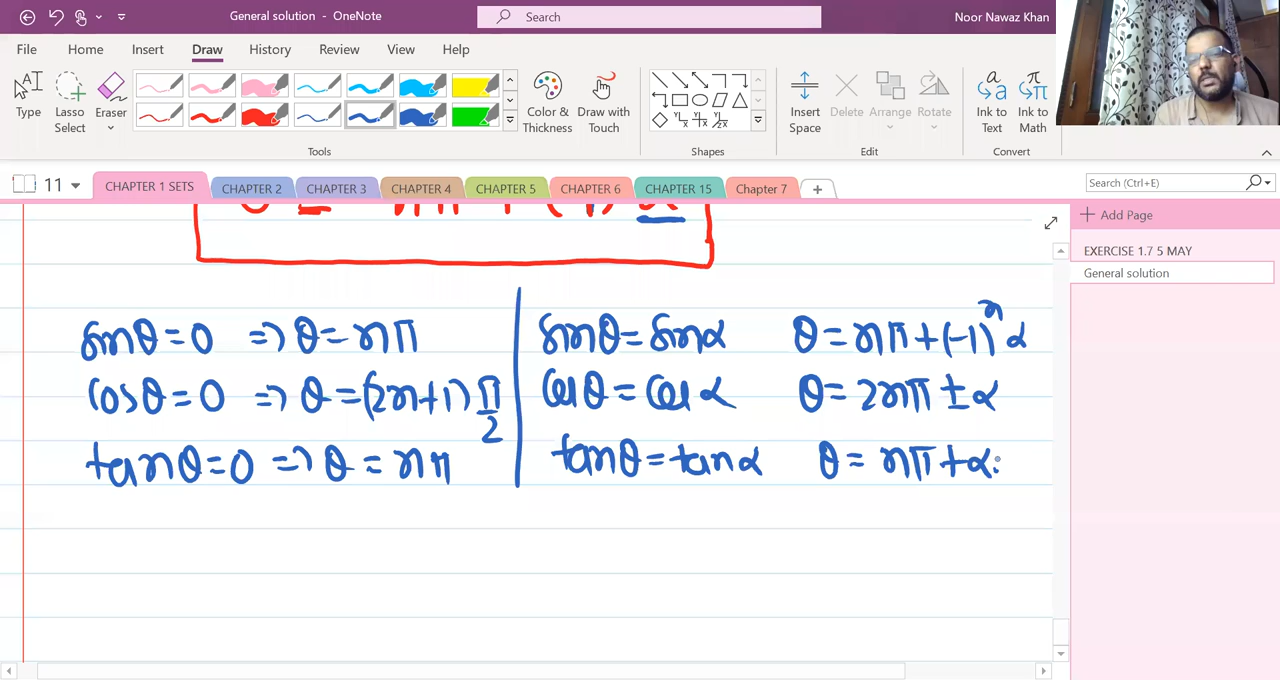 General solution - OneNote
Search
Noor Nawaz Khan
File Home Insert Draw History Review View Help
Type
Lasso Select
Eraser
Color & Thickness
Draw with Touch
Insert Space
Delete
Arrange
Rotate
Ink to Text
Ink to Math
Tools
Shapes
Edit
Convert
11
CHAPTER 1 SETS
CHAPTER 2
CHAPTER 3
CHAPTER 4
CHAPTER 5
CHAPTER 6
CHAPTER 15
Chapter 7
Search (Ctrl+E)
Add Page
EXERCISE 1.7 5 MAY
General solution
sinθ = 0 => θ = nπ
cosθ = 0 => θ = (2n+1) π/2
tanθ = 0 => θ = nπ
sinθ = sinα θ = nπ + (-1)^n α
cosθ = cosα θ = 2nπ ± α
tanθ = tanα θ = nπ + α